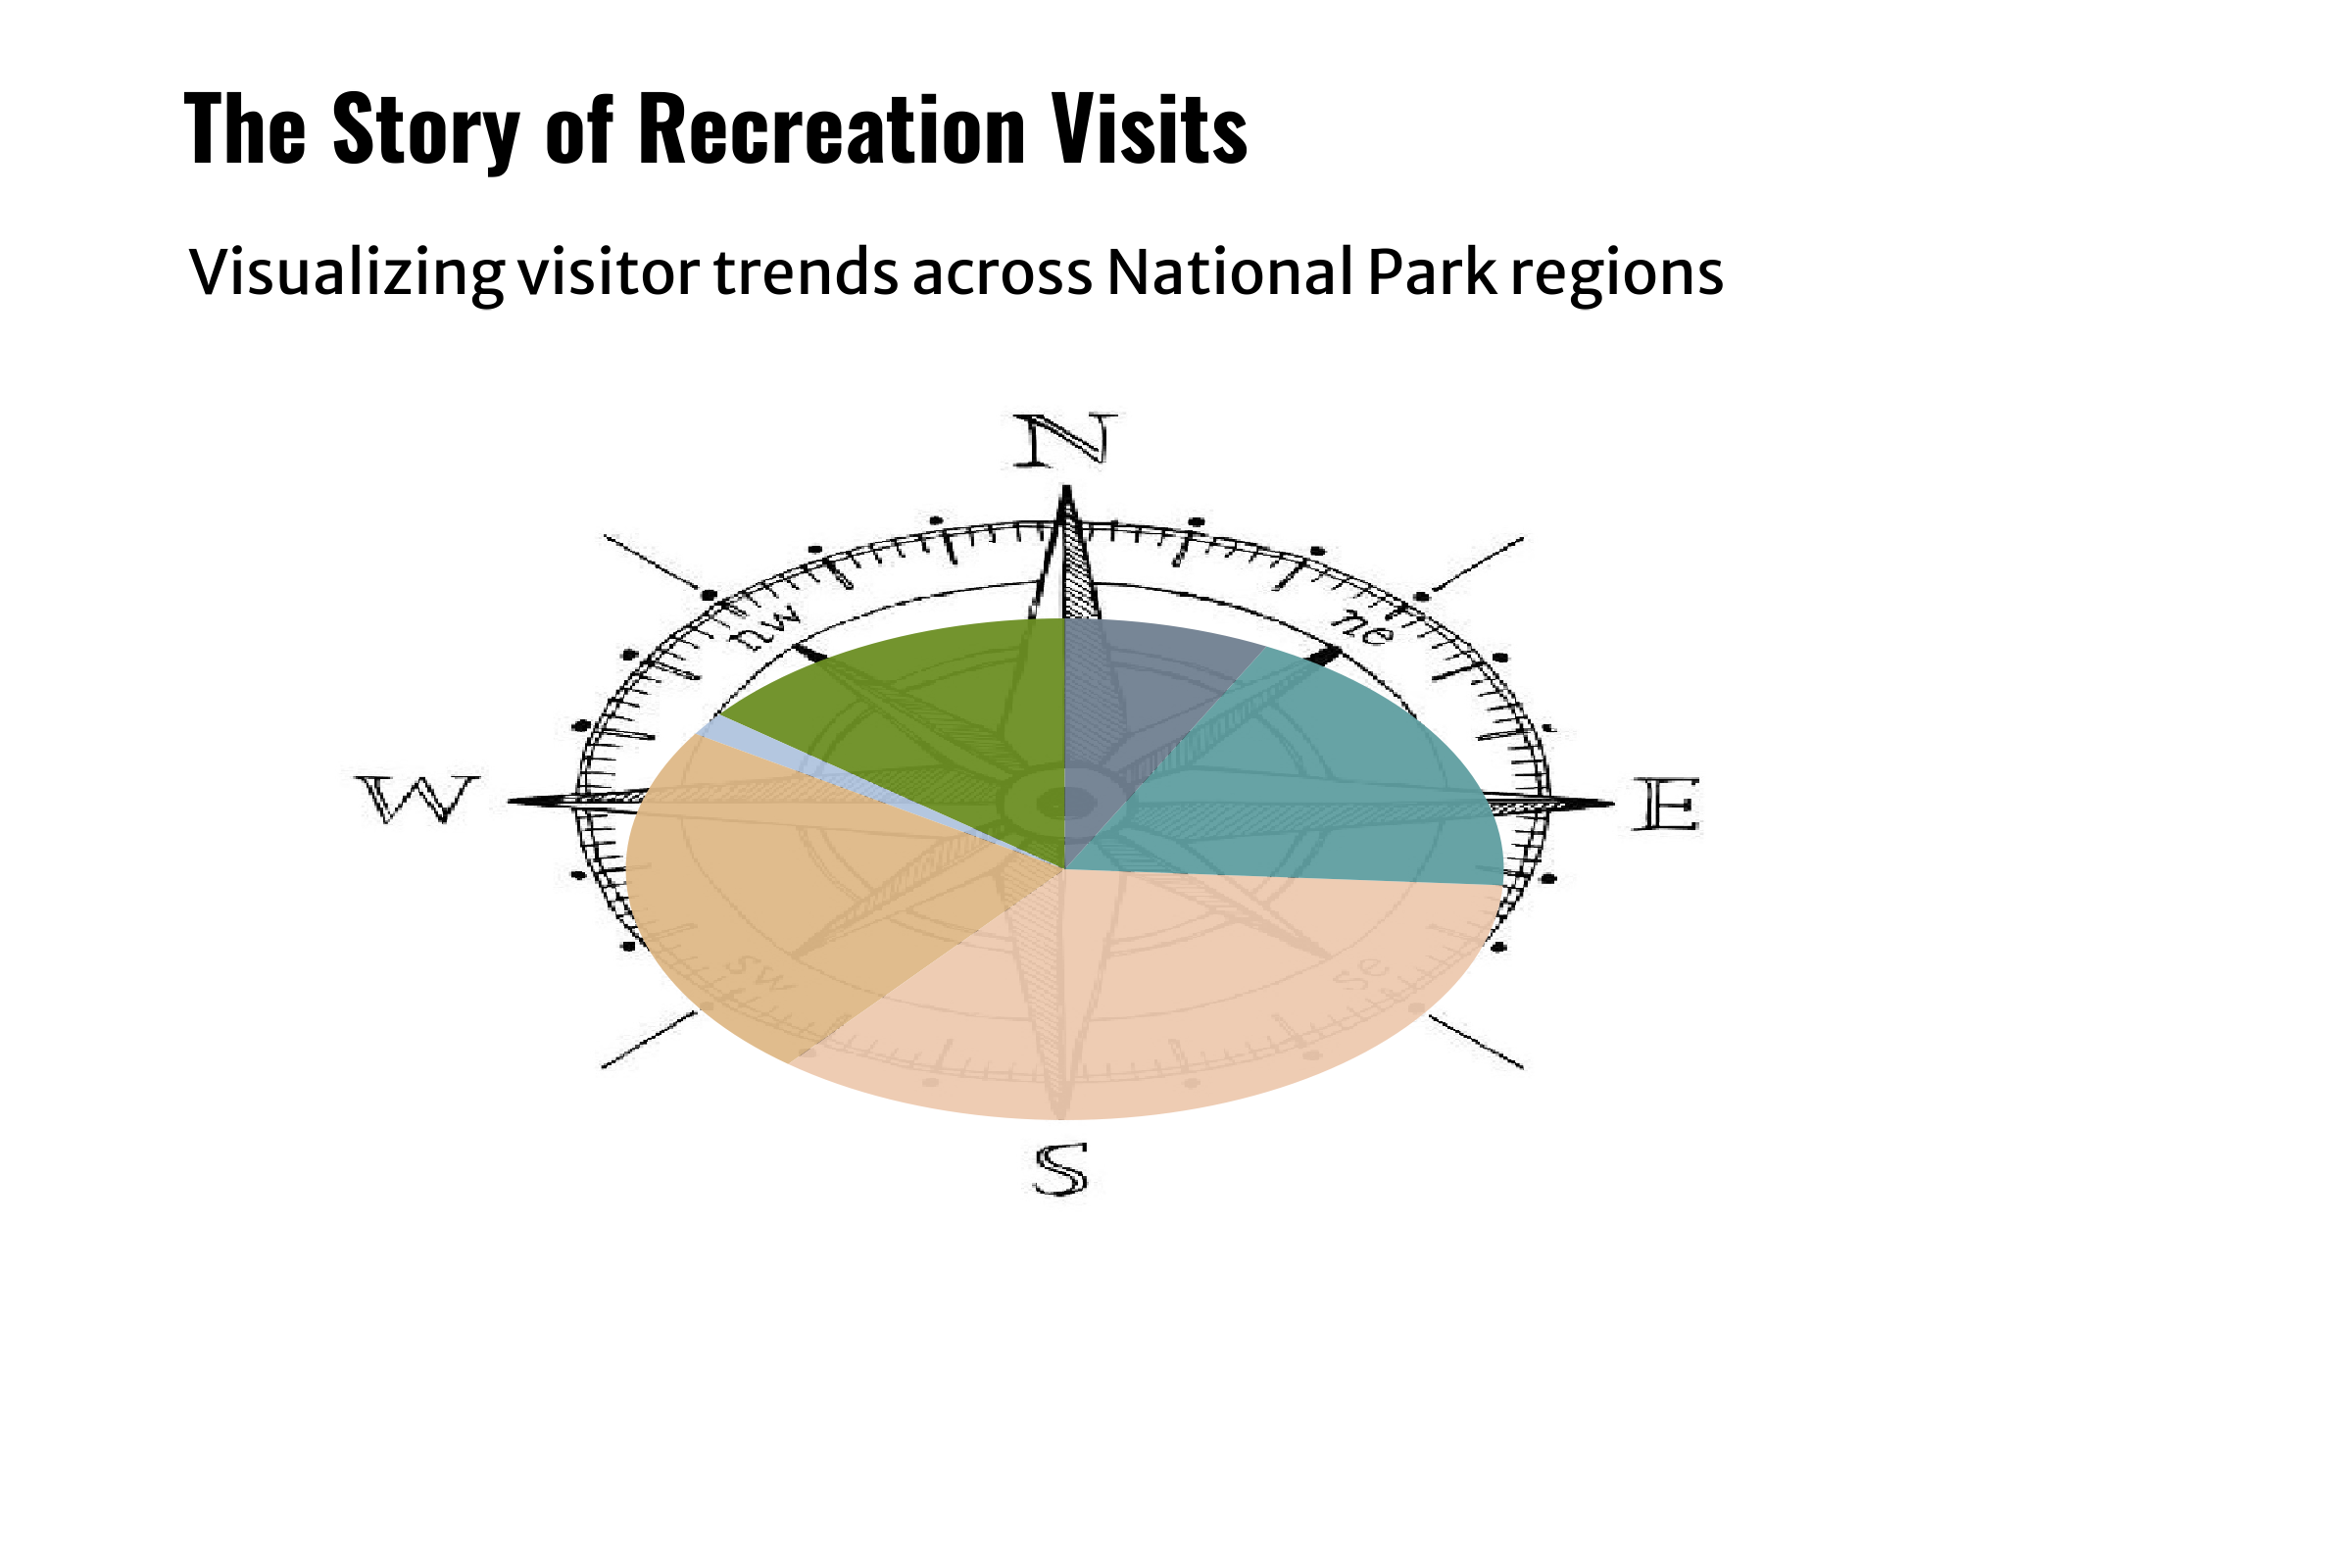 The Story of Recreation Visits
Visualizing visitor trends across National Park regions
N
nw
ne
W
E
sw
se
S